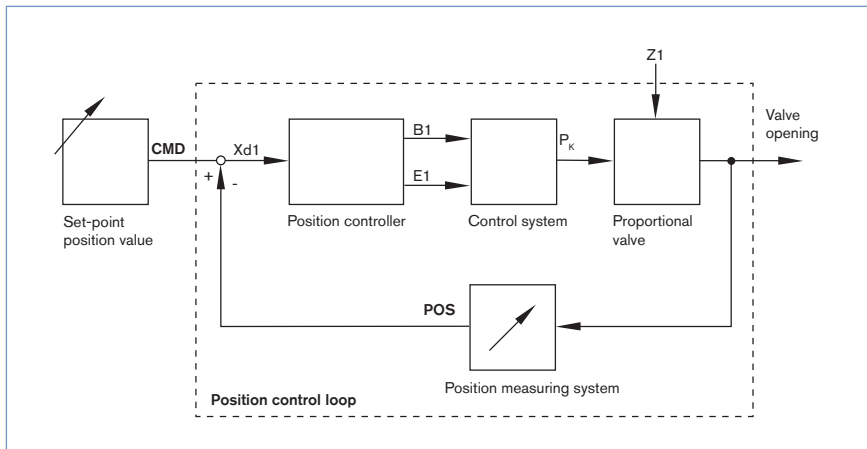 Z1
Valve
opening
CMD
Xd1
B1
E1
P_K
+
-
Set-point
position value
Position controller
Control system
Proportional
valve
POS
Position measuring system
Position control loop